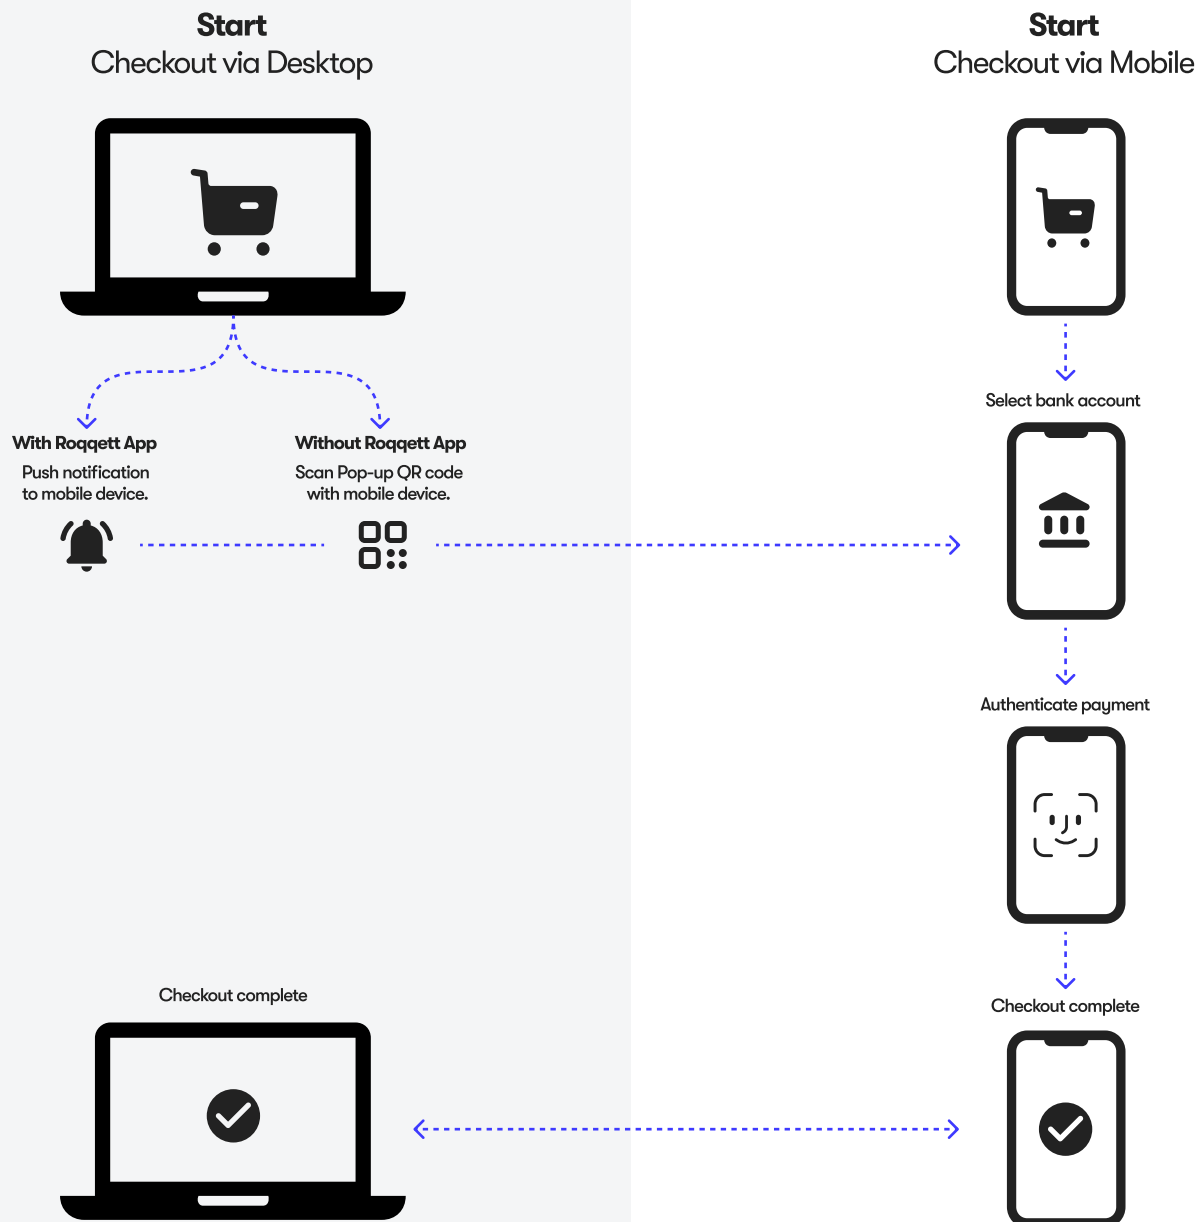 Start
Checkout via Desktop
Start
Checkout via Mobile
Select bank account
With Roqqett App
Push notification
to mobile device.
Without Roqqett App
Scan Pop-up QR code
with mobile device.
Authenticate payment
Checkout complete
Checkout complete